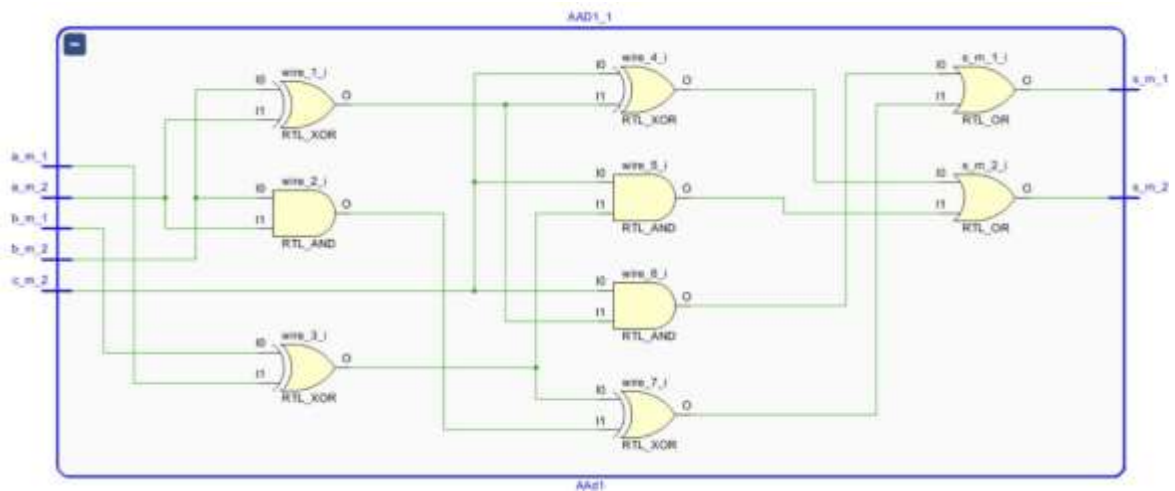 AAD1_1
I0 wire_1_i
I1 O
RTL_XOR
I0 wire_4_i
I1 O
RTL_XOR
I0 s_m_1_i
I1 O
RTL_OR
s_m_1
a_m_1
a_m_2
b_m_1
b_m_2
c_m_2
wire_2_i
I0
I1 O
RTL_AND
wire_5_i
I0
I1 O
RTL_AND
s_m_2_i
I0
I1 O
RTL_OR
s_m_2
wire_6_i
I0
I1 O
RTL_AND
wire_3_i
I0
I1 O
RTL_XOR
wire_7_i
I0
I1 O
RTL_XOR
AAd1